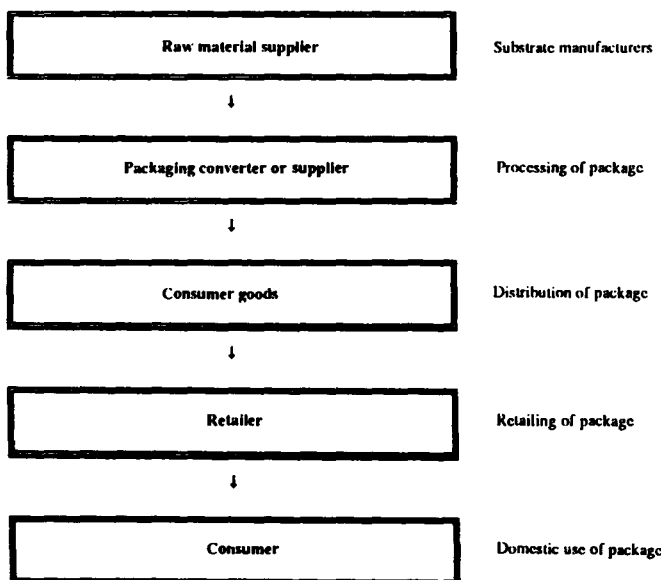 Raw material supplier Substrate manufacturers
↓
Packaging converter or supplier Processing of package
↓
Consumer goods Distribution of package
↓
Retailer Retailing of package
↓
Consumer Domestic use of package